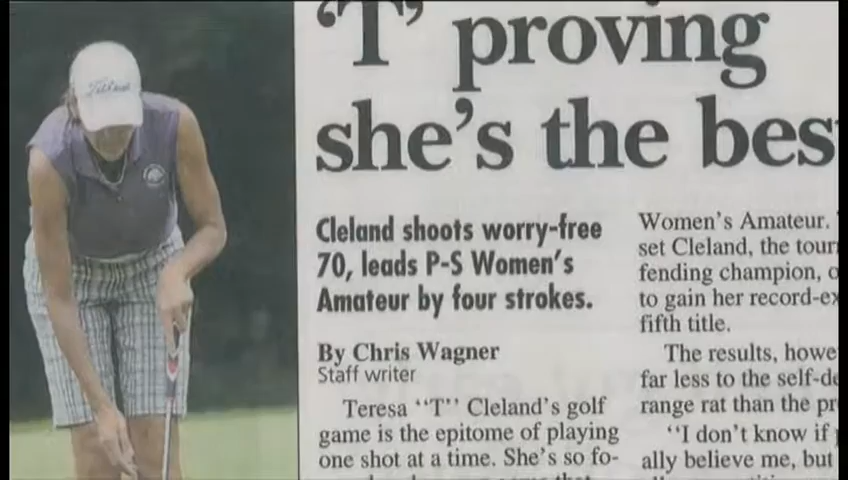 Titleist
'T' proving
she's the bes
Cleland shoots worry-free
70, leads P-S Women's
Amateur by four strokes.
By Chris Wagner
Staff writer
Teresa "T" Cleland's golf
game is the epitome of playing
one shot at a time. She's so fo-
Women's Amateur.
set Cleland, the tour
fending champion, o
to gain her record-ex
fifth title.
The results, howe
far less to the self-de
range rat than the pr
"I don't know if
ally believe me, but